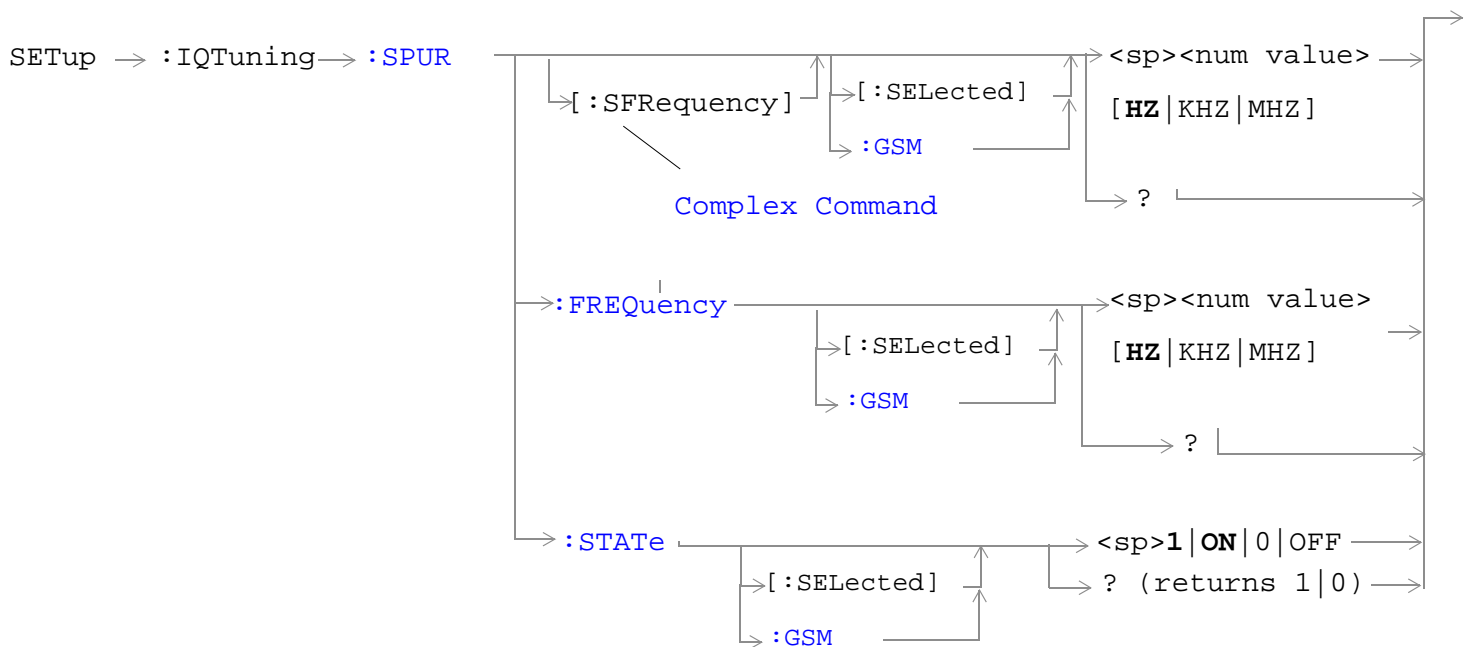 SETup :IQTuning :SPUR <sp><num value>
[:SFRequency] [:SELected] [HZ|KHZ|MHZ]
:GSM
Complex Command ?
:FREQuency <sp><num value>
[:SELected] [HZ|KHZ|MHZ]
:GSM
?
:STATe <sp>1|ON|0|OFF
[:SELected] ? (returns 1|0)
:GSM